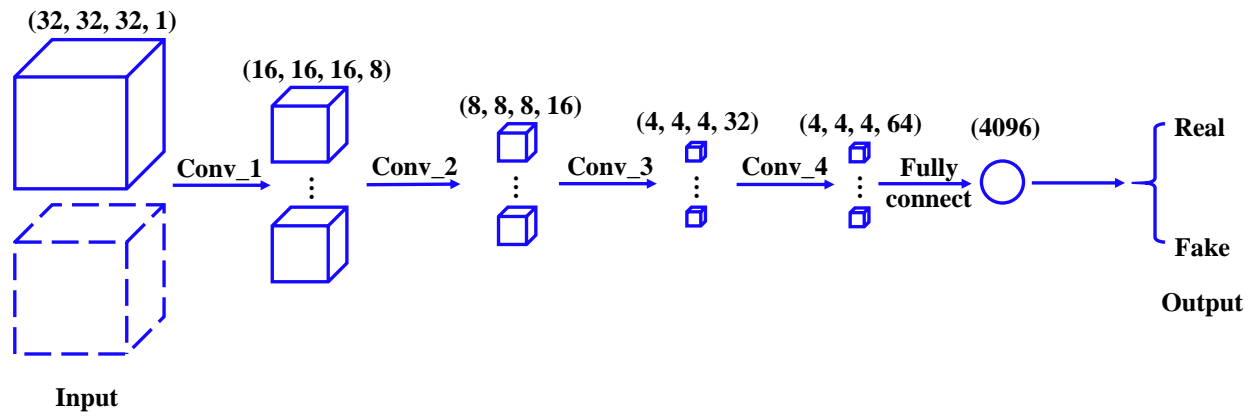 (32, 32, 32, 1)
(16, 16, 16, 8)
(8, 8, 8, 16)
(4, 4, 4, 32)
(4, 4, 4, 64)
(4096)
Real
Conv_1
Conv_2
Conv_3
Conv_4
Fully
connect
Fake
Output
Input